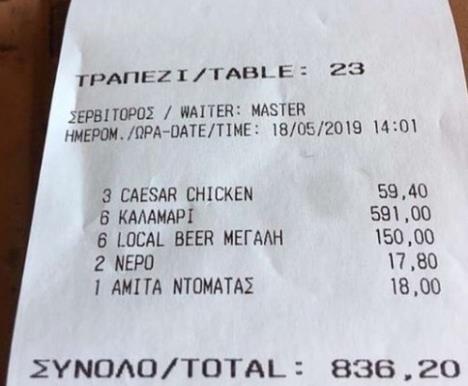 ΤΡΑΠΕΖΙ/TABLE: 23
ΣΕΡΒΙΤΟΡΟΣ / WAITER: MASTER
ΗΜΕΡΟΜ./ΩΡΑ-DATE/TIME: 18/05/2019 14:01
3 CAESAR CHICKEN 59,40
6 ΚΑΛΑΜΑΡΙ 591,00
6 LOCAL BEER ΜΕΓΑΛΗ 150,00
2 ΝΕΡΟ 17,80
1 ΑΜΙΤΑ ΝΤΟΜΑΤΑΣ 18,00
ΣΥΝΟΛΟ/TOTAL: 836,20